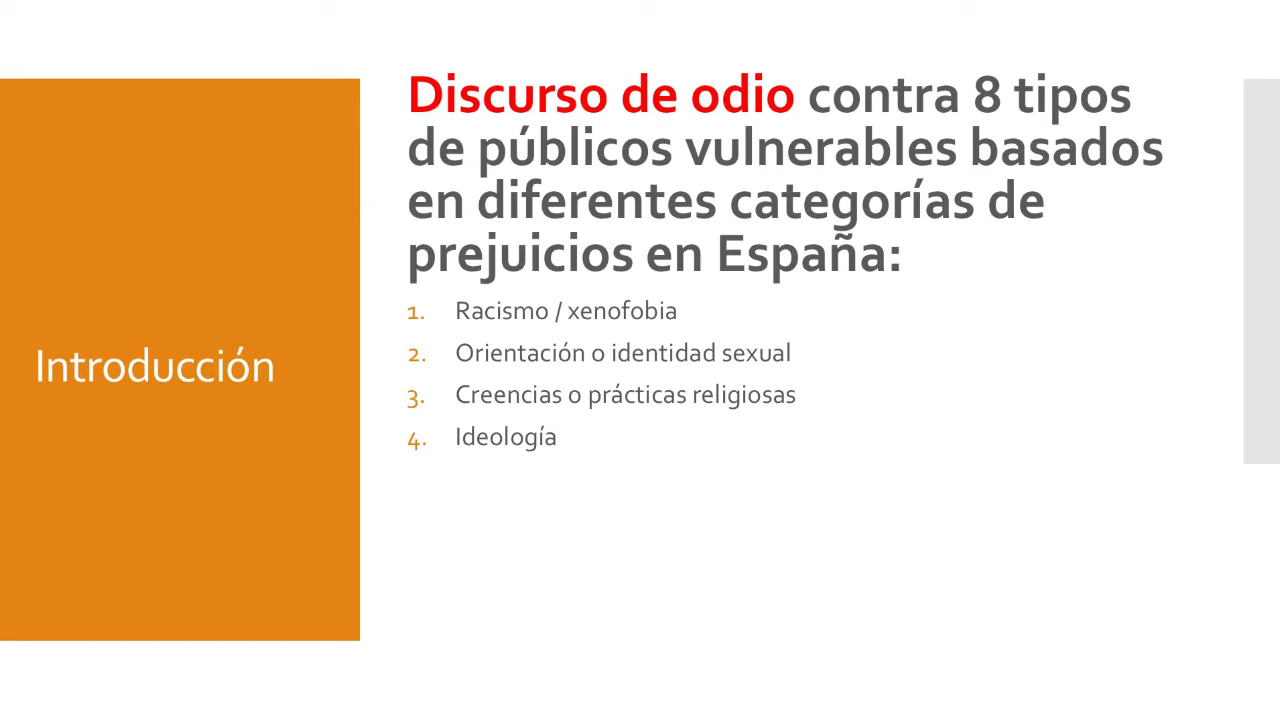 Introducción
Discurso de odio contra 8 tipos
de públicos vulnerables basados
en diferentes categorías de
prejuicios en España:
1. Racismo / xenofobia
2. Orientación o identidad sexual
3. Creencias o prácticas religiosas
4. Ideología